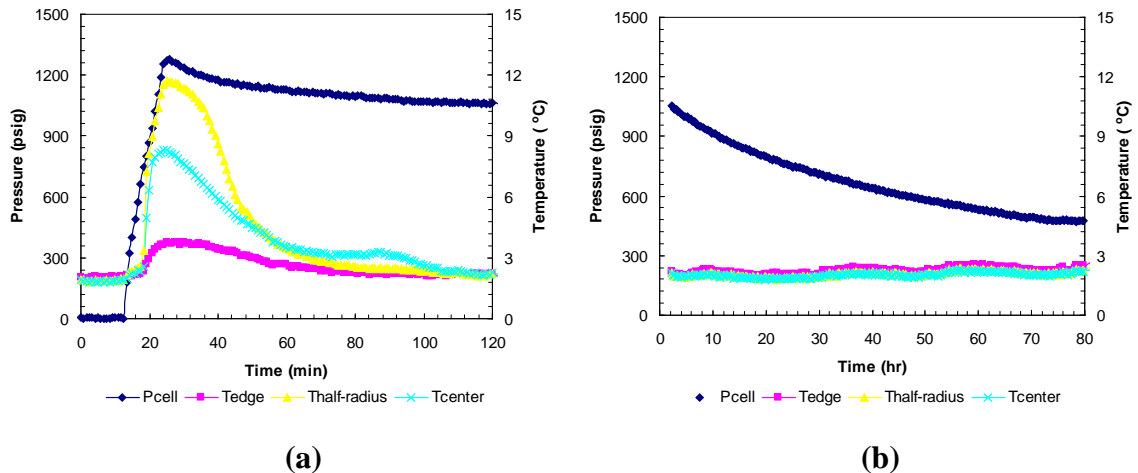 1500
1200
900
600
300
0
Pressure (psig)
15
12
9
6
3
0
Temperature ( °C)
0 20 40 60 80 100 120
Time (min)
Pcell Tedge Thalf-radius Tcenter
(a)
1500
1200
900
600
300
0
Pressure (psig)
15
12
9
6
3
0
Temperature ( °C)
0 10 20 30 40 50 60 70 80
Time (hr)
Pcell Tedge Thalf-radius Tcenter
(b)